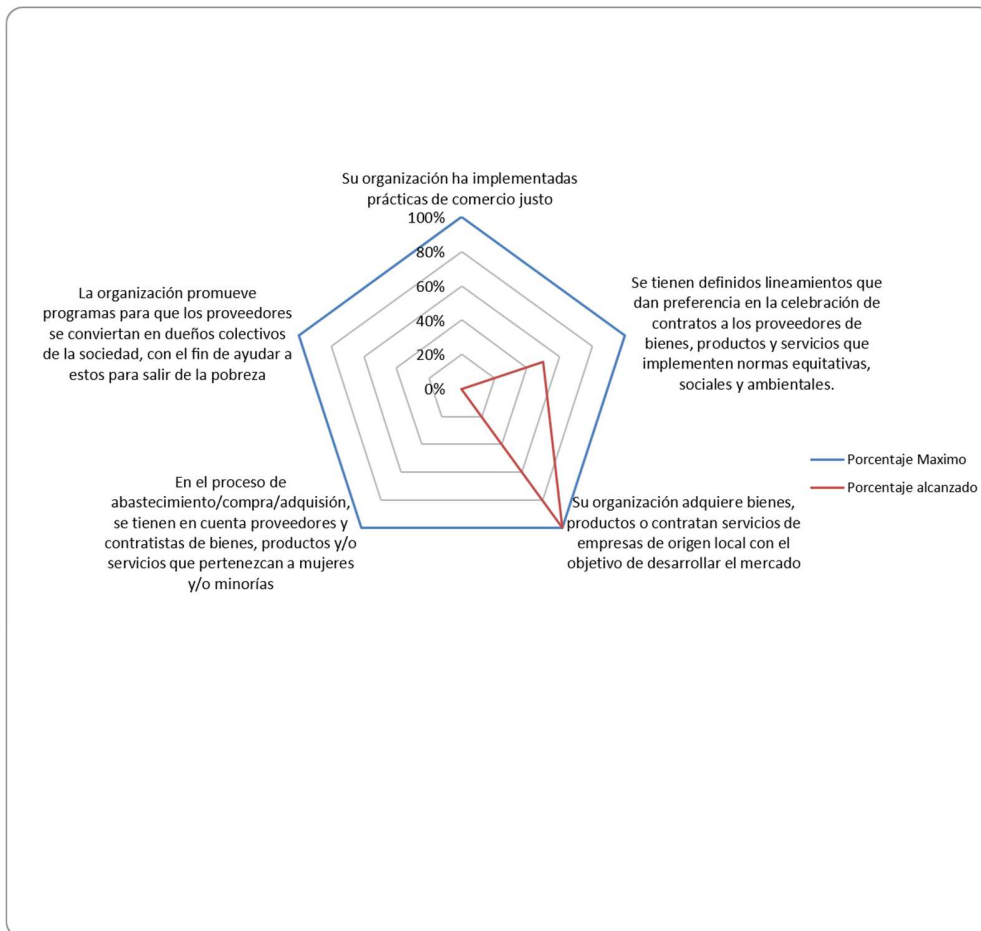 Su organización ha implementadas
prácticas de comercio justo
100%
80%
60%
40%
20%
0%
Se tienen definidos lineamientos que
dan preferencia en la celebración de
contratos a los proveedores de
bienes, productos y servicios que
implementen normas equitativas,
sociales y ambientales.
Su organización adquiere bienes,
productos o contratan servicios de
empresas de origen local con el
objetivo de desarrollar el mercado
En el proceso de
abastecimiento/compra/adquisión,
se tienen en cuenta proveedores y
contratistas de bienes, productos y/o
servicios que pertenezcan a mujeres
y/o minorías
La organización promueve
programas para que los proveedores
se conviertan en dueños colectivos
de la sociedad, con el fin de ayudar a
estos para salir de la pobreza
Porcentaje Maximo
Porcentaje alcanzado